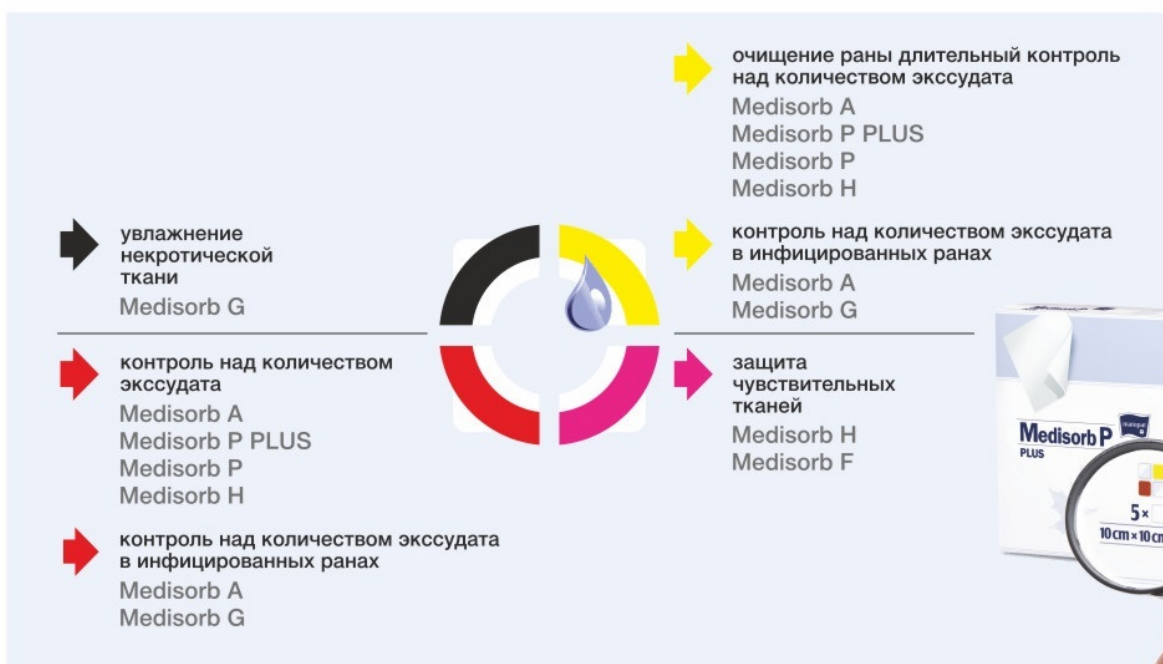 увлажнение
некротической
ткани
Medisorb G
контроль над количеством
экссудата
Medisorb A
Medisorb P PLUS
Medisorb P
Medisorb H
контроль над количеством экссудата
в инфицированных ранах
Medisorb A
Medisorb G
очищение раны длительный контроль
над количеством экссудата
Medisorb A
Medisorb P PLUS
Medisorb P
Medisorb H
контроль над количеством экссудата
в инфицированных ранах
Medisorb A
Medisorb G
защита
чувствительных
тканей
Medisorb H
Medisorb F
Medisorb P
PLUS
matopat
5×
10 cm × 10 cm